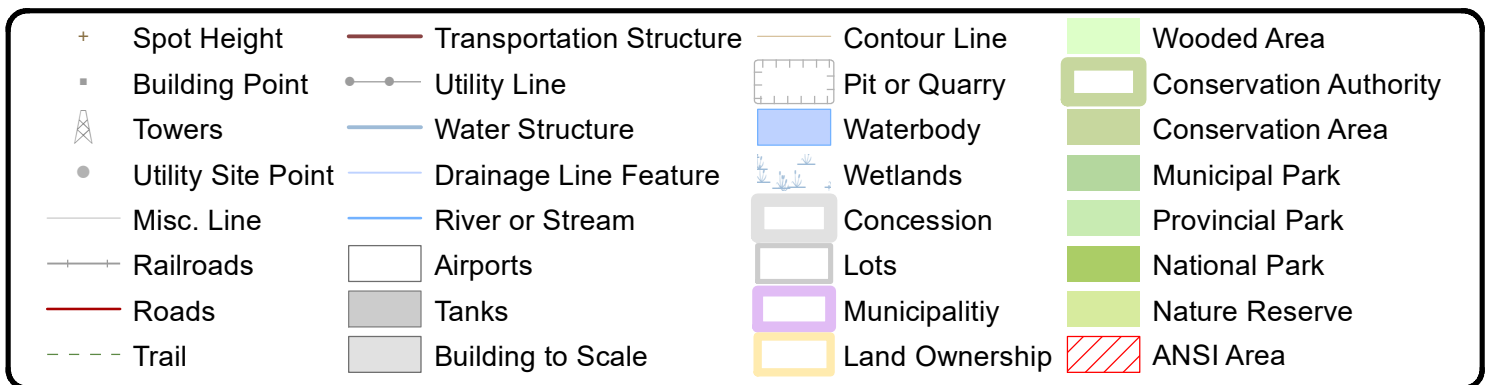 Spot Height
Building Point
Towers
Utility Site Point
Misc. Line
Railroads
Roads
Trail
Transportation Structure
Utility Line
Water Structure
Drainage Line Feature
River or Stream
Airports
Tanks
Building to Scale
Contour Line
Pit or Quarry
Waterbody
Wetlands
Concession
Lots
Municipalitiy
Land Ownership
Wooded Area
Conservation Authority
Conservation Area
Municipal Park
Provincial Park
National Park
Nature Reserve
ANSI Area